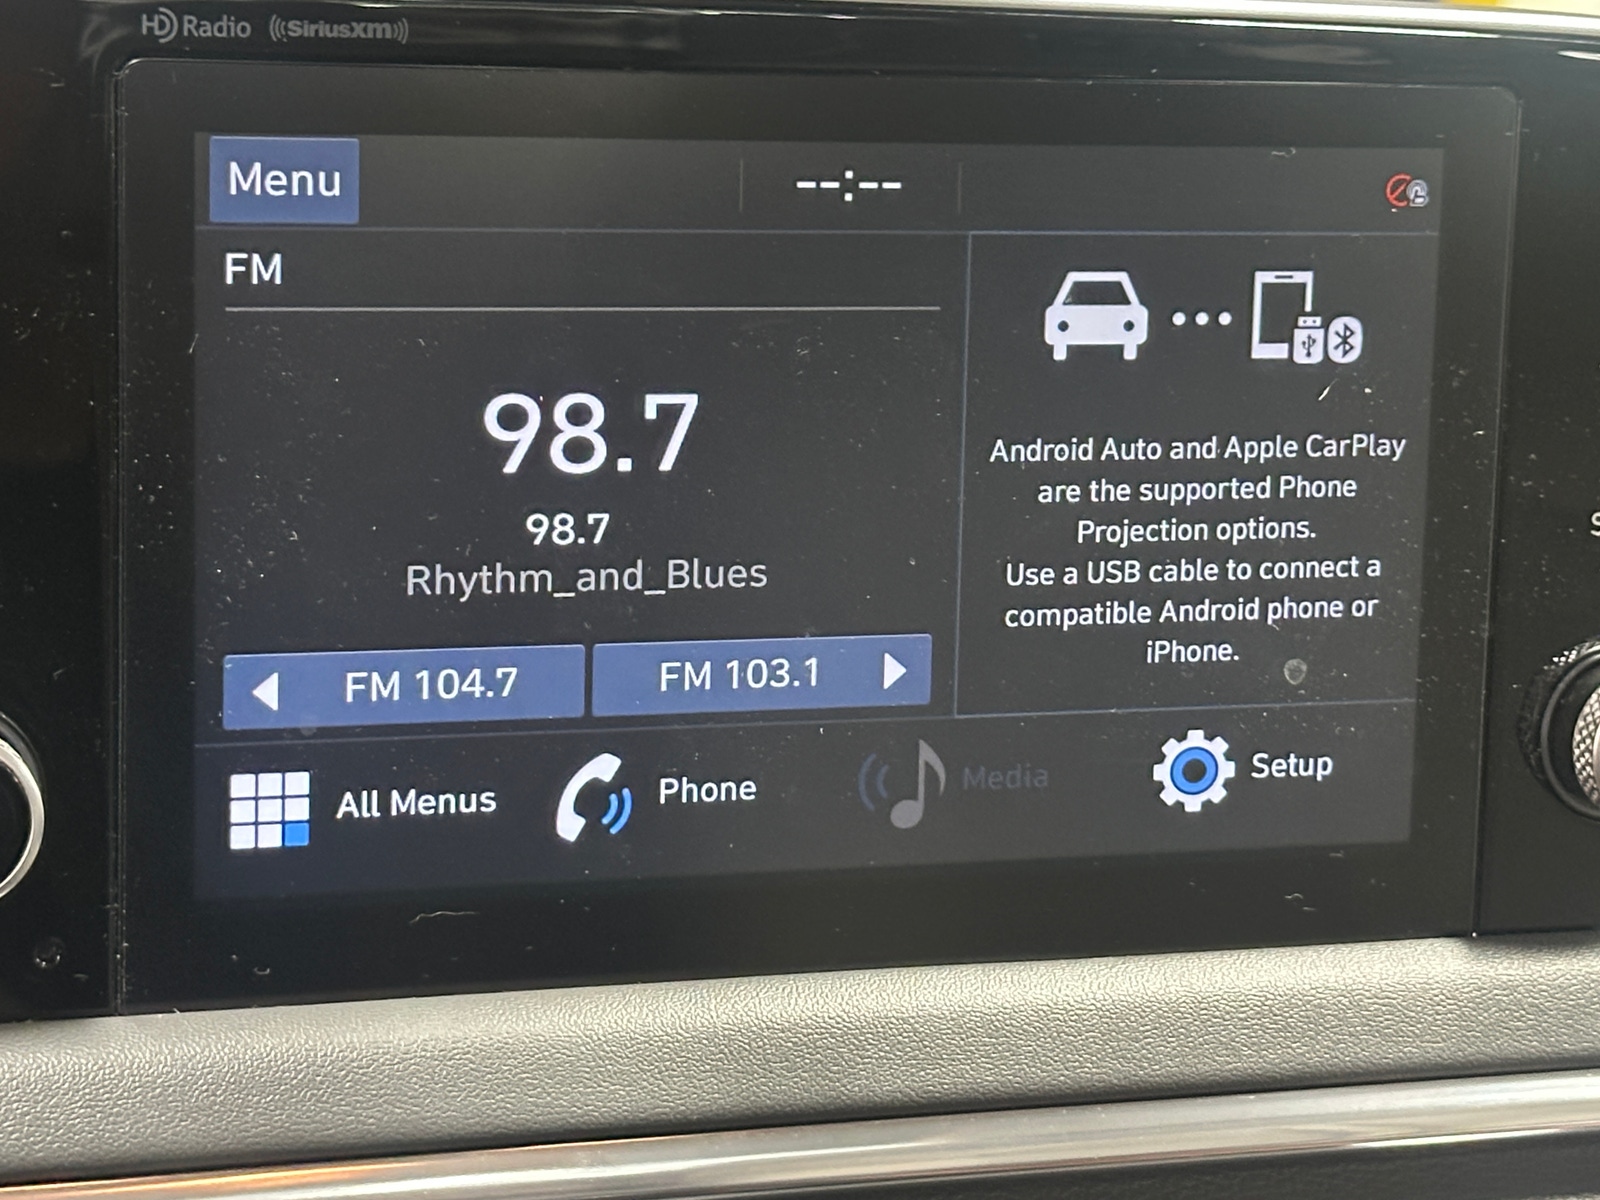 HD Radio ((SiriusXm))
Menu
--:--
FM
98.7
98.7
Rhythm_and_Blues
FM 104.7
FM 103.1
Android Auto and Apple CarPlay
are the supported Phone
Projection options.
Use a USB cable to connect a
compatible Android phone or
iPhone.
All Menus
Phone
Media
Setup